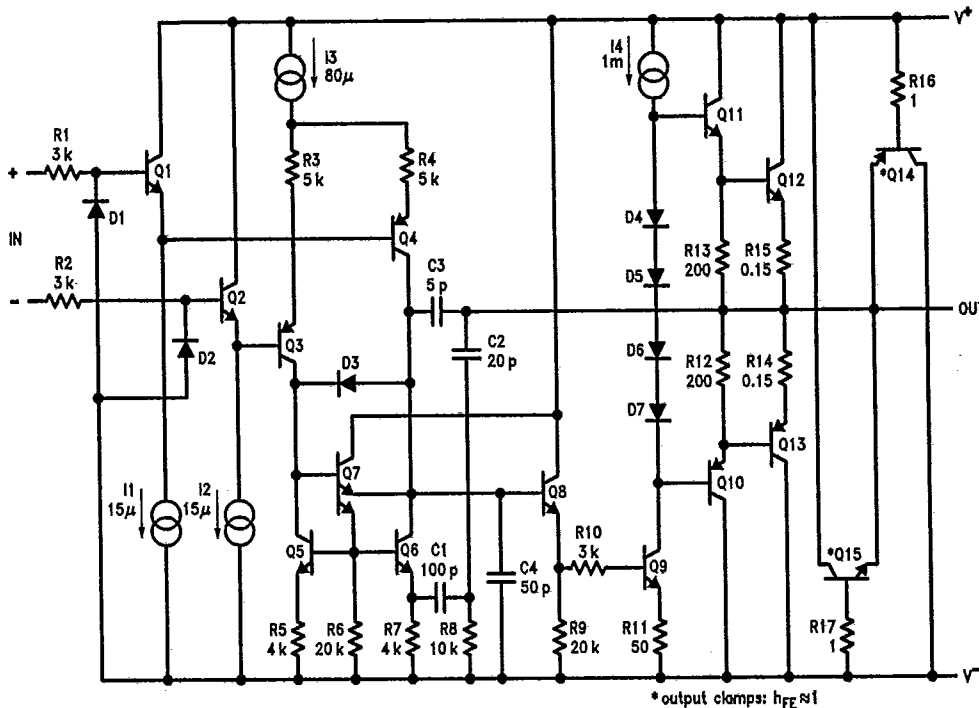 V+
I3
80μ
I4
1m
R16
1
R1
3k
+
Q1
R3
5k
R4
5k
Q11
*Q14
D1
Q12
IN
Q4
D4
R13
200
R15
0.15
R2
3k
-
C3
5p
D5
Q2
OUT
Q3
C2
20p
D6
R12
200
R14
0.15
D2
D3
D7
Q13
Q7
Q8
Q10
I1
15μ
I2
15μ
R10
3k
Q5
Q6
C1
100p
Q9
*Q15
C4
50p
R5
4k
R6
20k
R7
4k
R8
10k
R9
20k
R11
50
R17
1
V-
*output clamps: hFE≈1